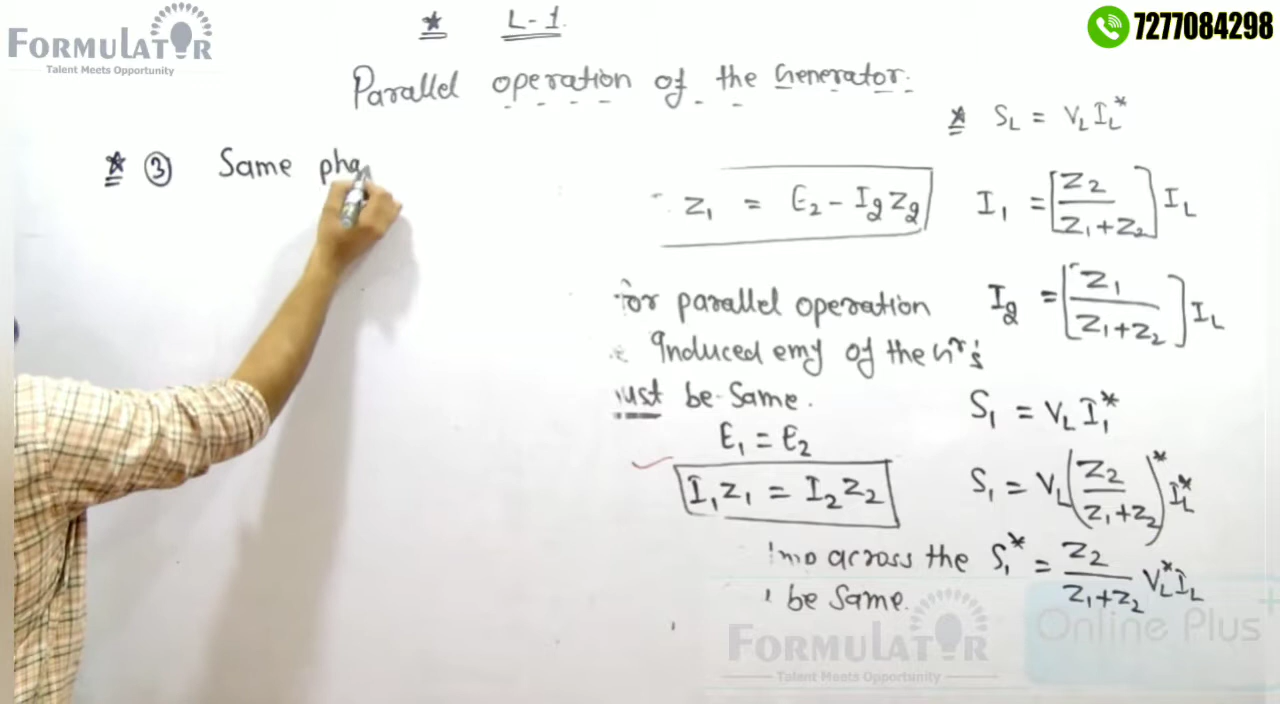 FORMULATOR
Talent Meets Opportunity
7277084298
* L-1.
Parallel operation of the Generator.
* ③ Same pha
Z₁ = E₂ - I₂Z₂
for parallel operation
Induced emf of the
must be Same.
E₁ = E₂
I₁Z₁ = I₂Z₂
across the
be Same.
* S_L = V_L I_L*
I₁ = [Z₂ / Z₁+Z₂] I_L
I₂ = [Z₁ / Z₁+Z₂] I_L
S₁ = V_L I₁*
S₁ = V_L (Z₂ / Z₁+Z₂)* I_L*
S₁* = Z₂ / Z₁+Z₂ V_L* I_L
FORMULATOR
Talent Meets Opportunity
Online Plus +